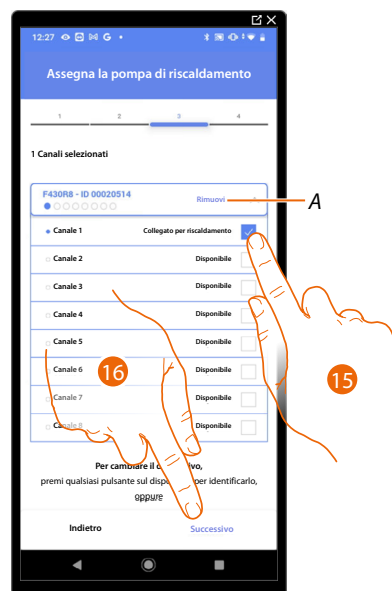 12:27
Assegna la pompa di riscaldamento
1 2 3 4
1 Canali selezionati
F430R8 - ID 00020514
Rimuovi
A
Canale 1 Collegato per riscaldamento
Canale 2 Disponibile
Canale 3 Disponibile
Canale 4 Disponibile
Canale 5 Disponibile
Canale 6 Disponibile
Canale 7 Disponibile
Canale 8 Disponibile
16
15
Per cambiare il
premi qualsiasi pulsante sul per identificarlo,
oppure
Indietro Successivo